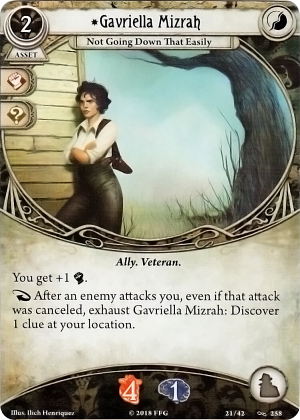 2
Gavriella Mizrah
Not Going Down That Easily
ASSET
?
Ally. Veteran.
You get +1 .
After an enemy attacks you, even if that attack
was canceled, exhaust Gavriella Mizrah: Discover
1 clue at your location.
Illus. Ilich Henriquez
4
1
© 2018 FFG
21/42
258